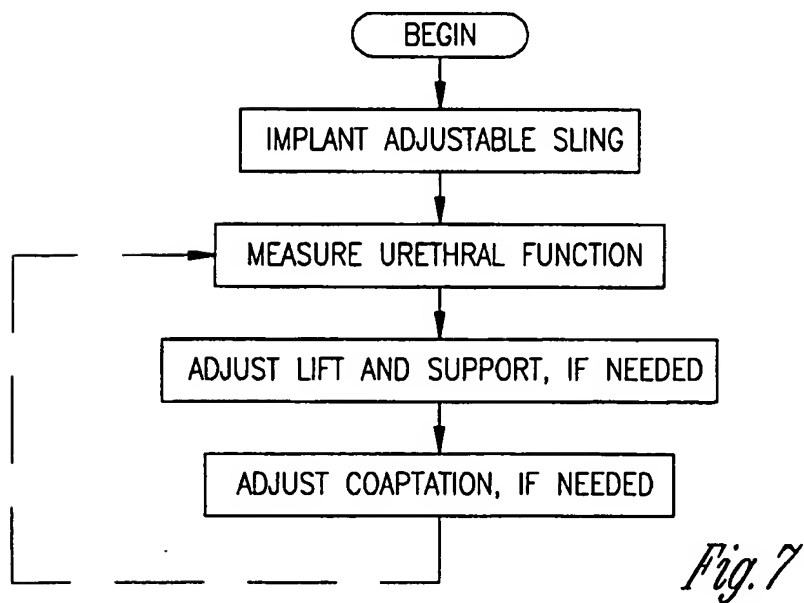 BEGIN
IMPLANT ADJUSTABLE SLING
MEASURE URETHRAL FUNCTION
ADJUST LIFT AND SUPPORT, IF NEEDED
ADJUST COAPTATION, IF NEEDED
Fig. 7